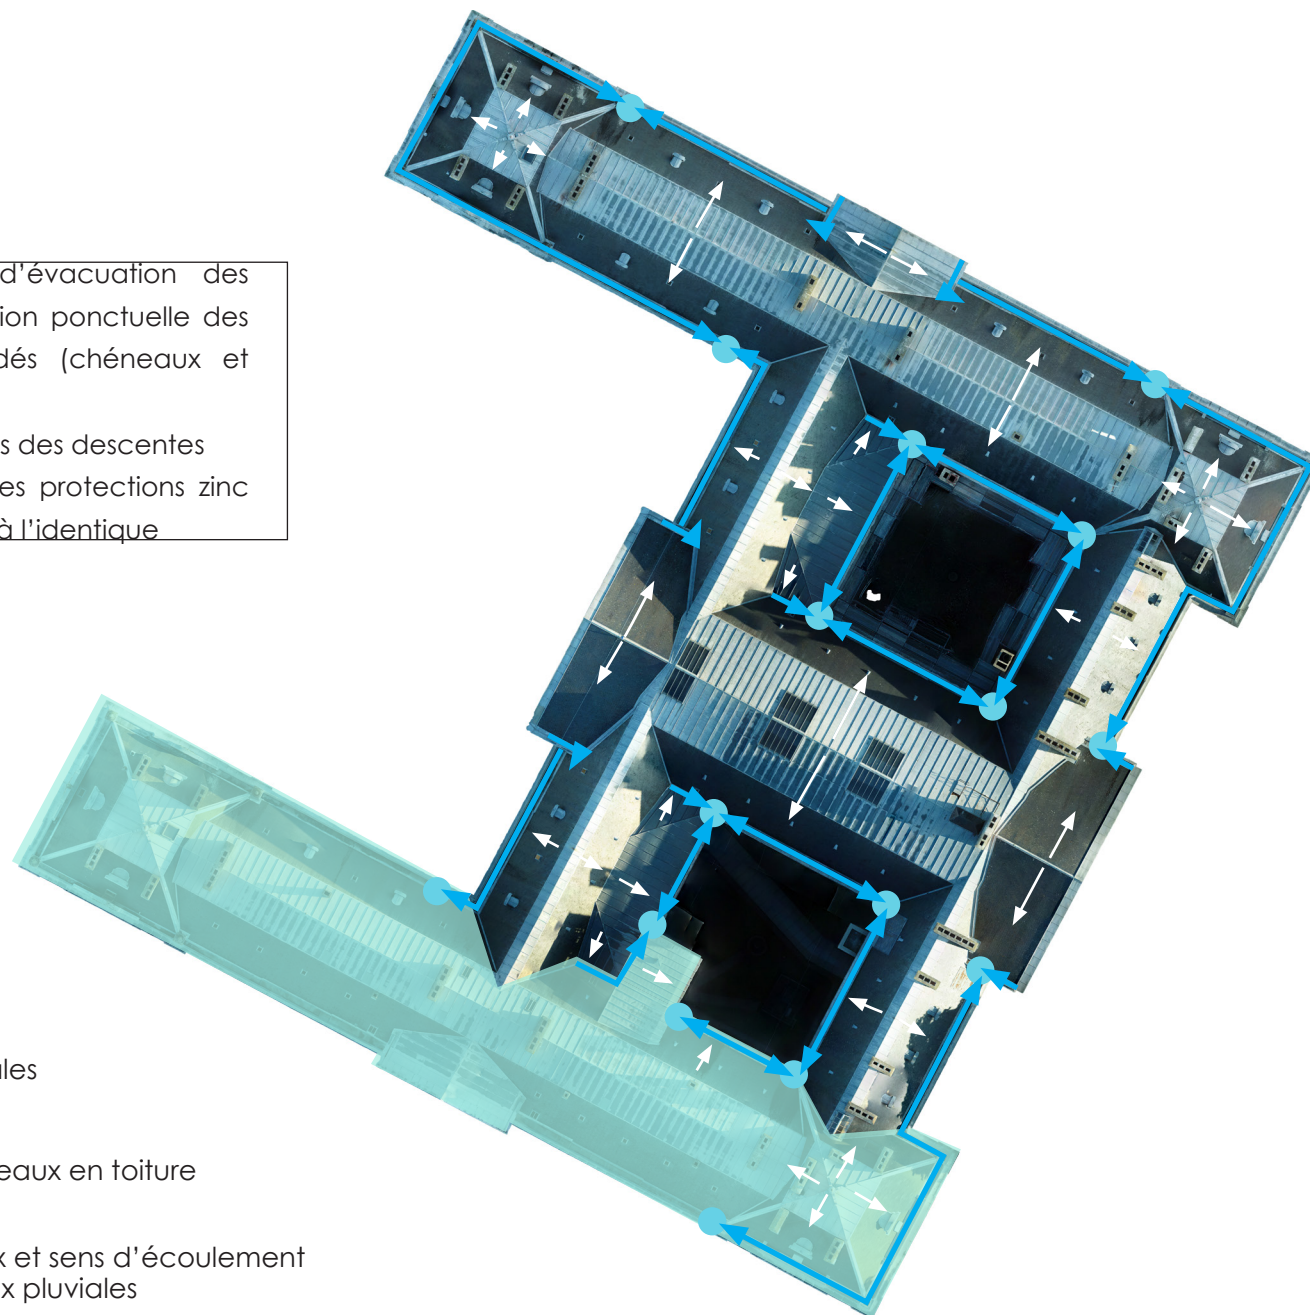 d’évacuation des
ion ponctuelle des
dés (chéneaux et
s des descentes
es protections zinc
à l’identique
ales
eaux en toiture
x et sens d’écoulement
x pluviales